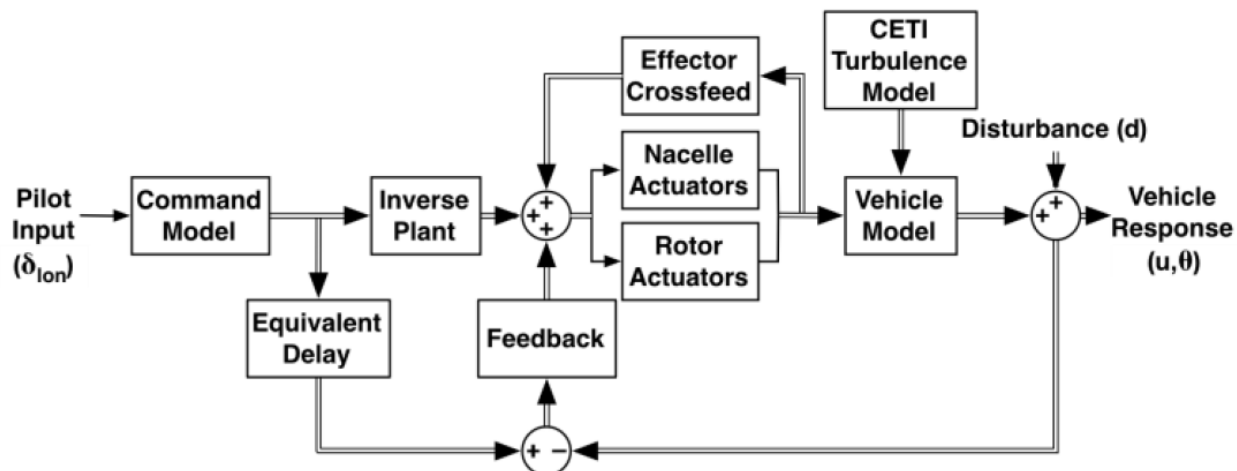 CETI
Turbulence
Model
Effector
Crossfeed
Disturbance (d)
Nacelle
Actuators
Pilot
Input
(δlon)
Command
Model
Inverse
Plant
+
+
+
Rotor
Actuators
Vehicle
Model
+
+
Vehicle
Response
(u,θ)
Equivalent
Delay
Feedback
+ −